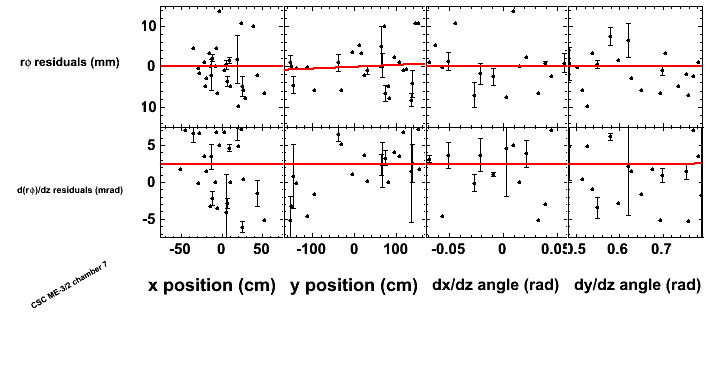 rϕ residuals (mm)
10
5
0
10
d(rϕ)/dz residuals (mrad)
5
0
-5
-50 0 50 -100 0 100 -0.05 0 0.05 0.5 0.6 0.7
x position (cm) y position (cm) dx/dz angle (rad) dy/dz angle (rad)
CSC ME-3/2 chamber 7